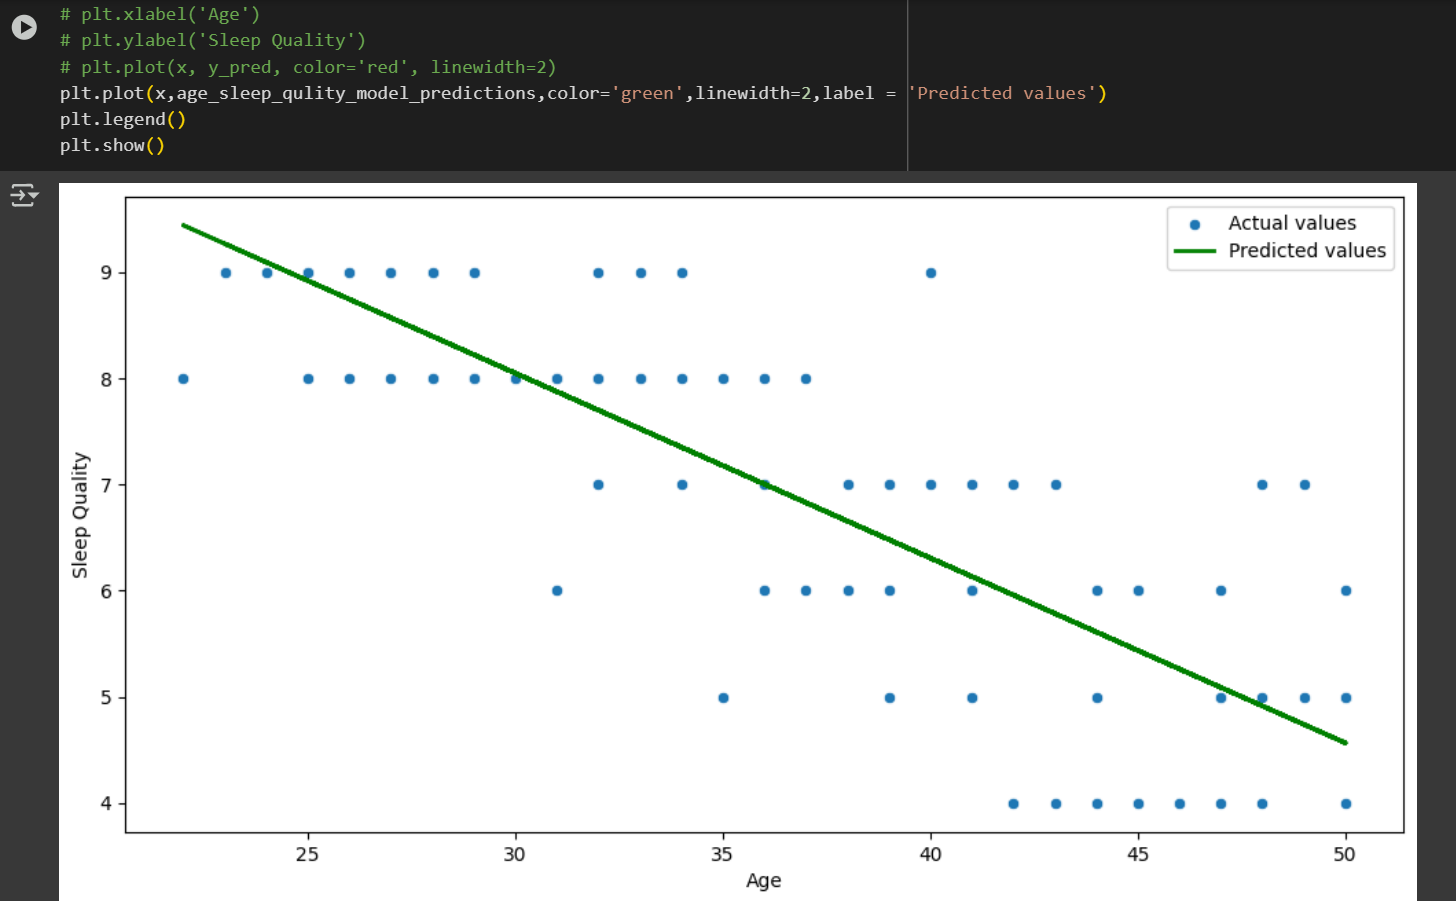 # plt.xlabel('Age')
# plt.ylabel('Sleep Quality')
# plt.plot(x, y_pred, color='red', linewidth=2)
plt.plot(x,age_sleep_qulity_model_predictions,color='green',linewidth=2,label = 'Predicted values')
plt.legend()
plt.show()
Actual values
Predicted values
9
8
7
6
5
4
Sleep Quality
25 30 35 40 45 50
Age